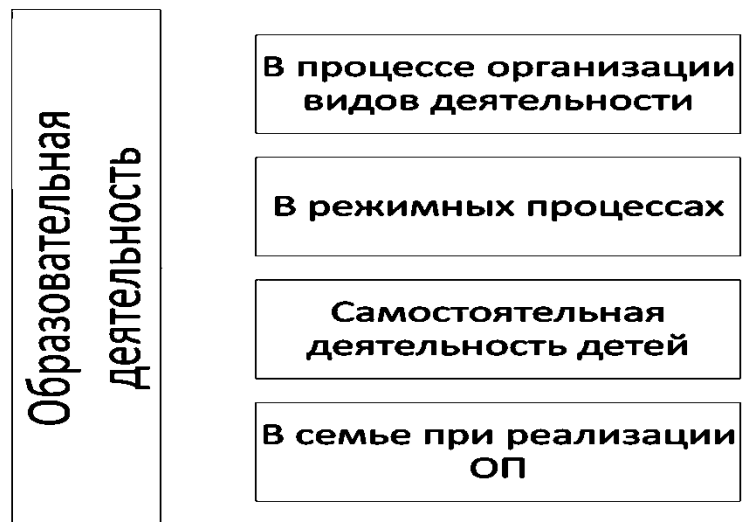 Образовательная
деятельность
В процессе организации
видов деятельности
В режимных процессах
Самостоятельная
деятельность детей
В семье при реализации
ОП